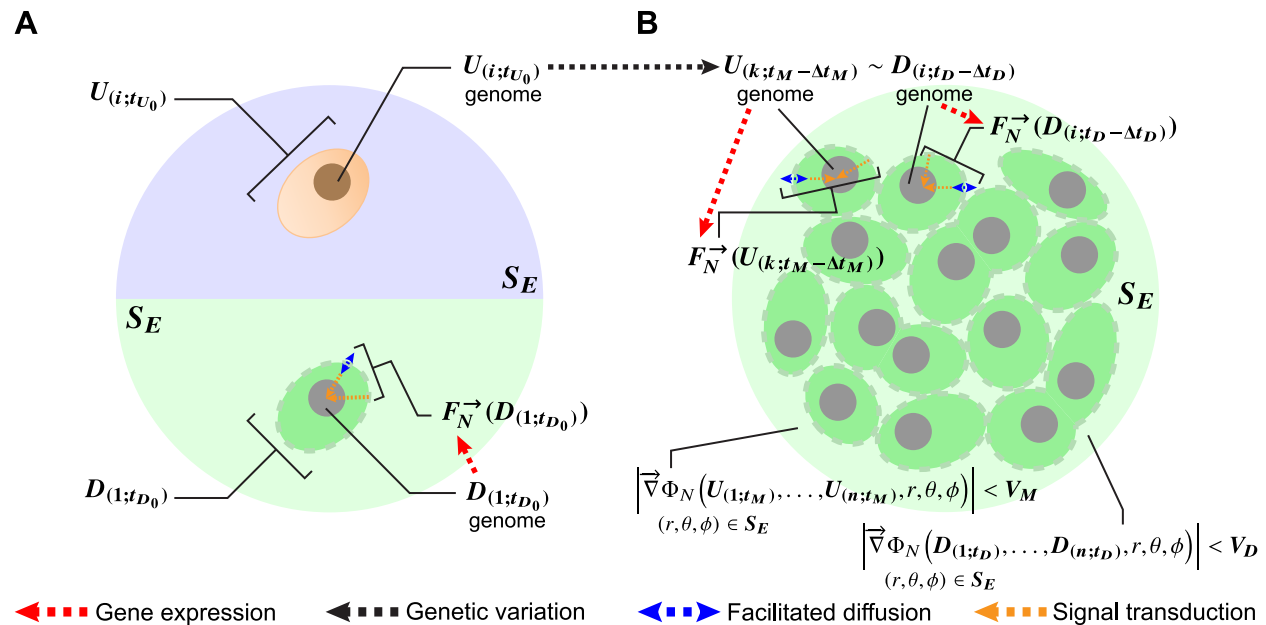 A
B
U(i;tU0)
U(i;tU0)
genome
U(k;tM−ΔtM) ∼ D(i;tD−ΔtD)
genome genome
F→N(D(i;tD−ΔtD))
F→N(U(k;tM−ΔtM))
SE
SE
SE
F→N(D(1;tD0))
D(1;tD0)
D(1;tD0)
genome
|∇→ΦN(U(1;tM),...,U(n;tM),r,θ,ϕ)| < VM
(r,θ,ϕ) ∈ SE
|∇→ΦN(D(1;tD),...,D(n;tD),r,θ,ϕ)| < VD
(r,θ,ϕ) ∈ SE
Gene expression
Genetic variation
Facilitated diffusion
Signal transduction